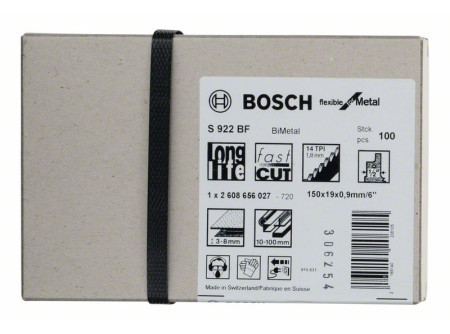 BOSCH flexible for Metal
S 922 BF BiMetal Stck. pcs. 100
long life fast CUT 14 TPI 1,8 mm
1 x 2 608 656 027 - 720 150x19x0,9mm/6"
3-8mm 10-100mm
306254
Made in Switzerland/Fabriqué en Suisse